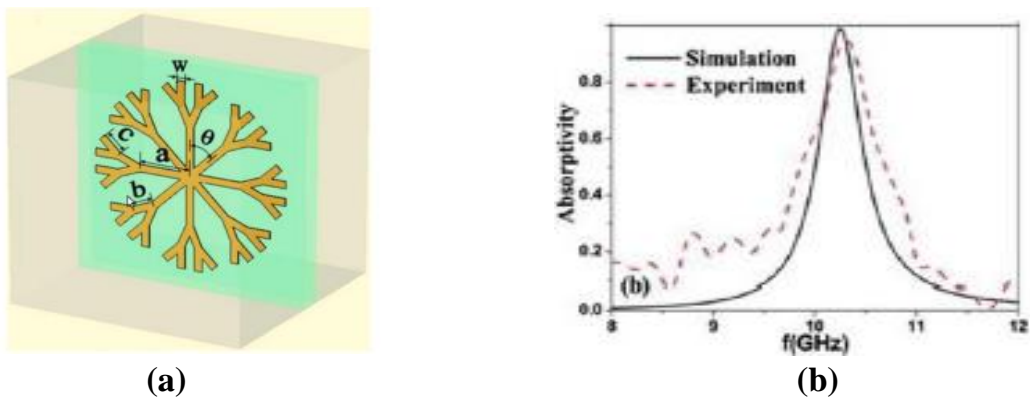 w
c
θ
a
b
(a)
Absorptivity
0.8
0.6
0.4
0.2
0.0
Simulation
Experiment
(b)
8
9
10
11
12
f(GHz)
(b)